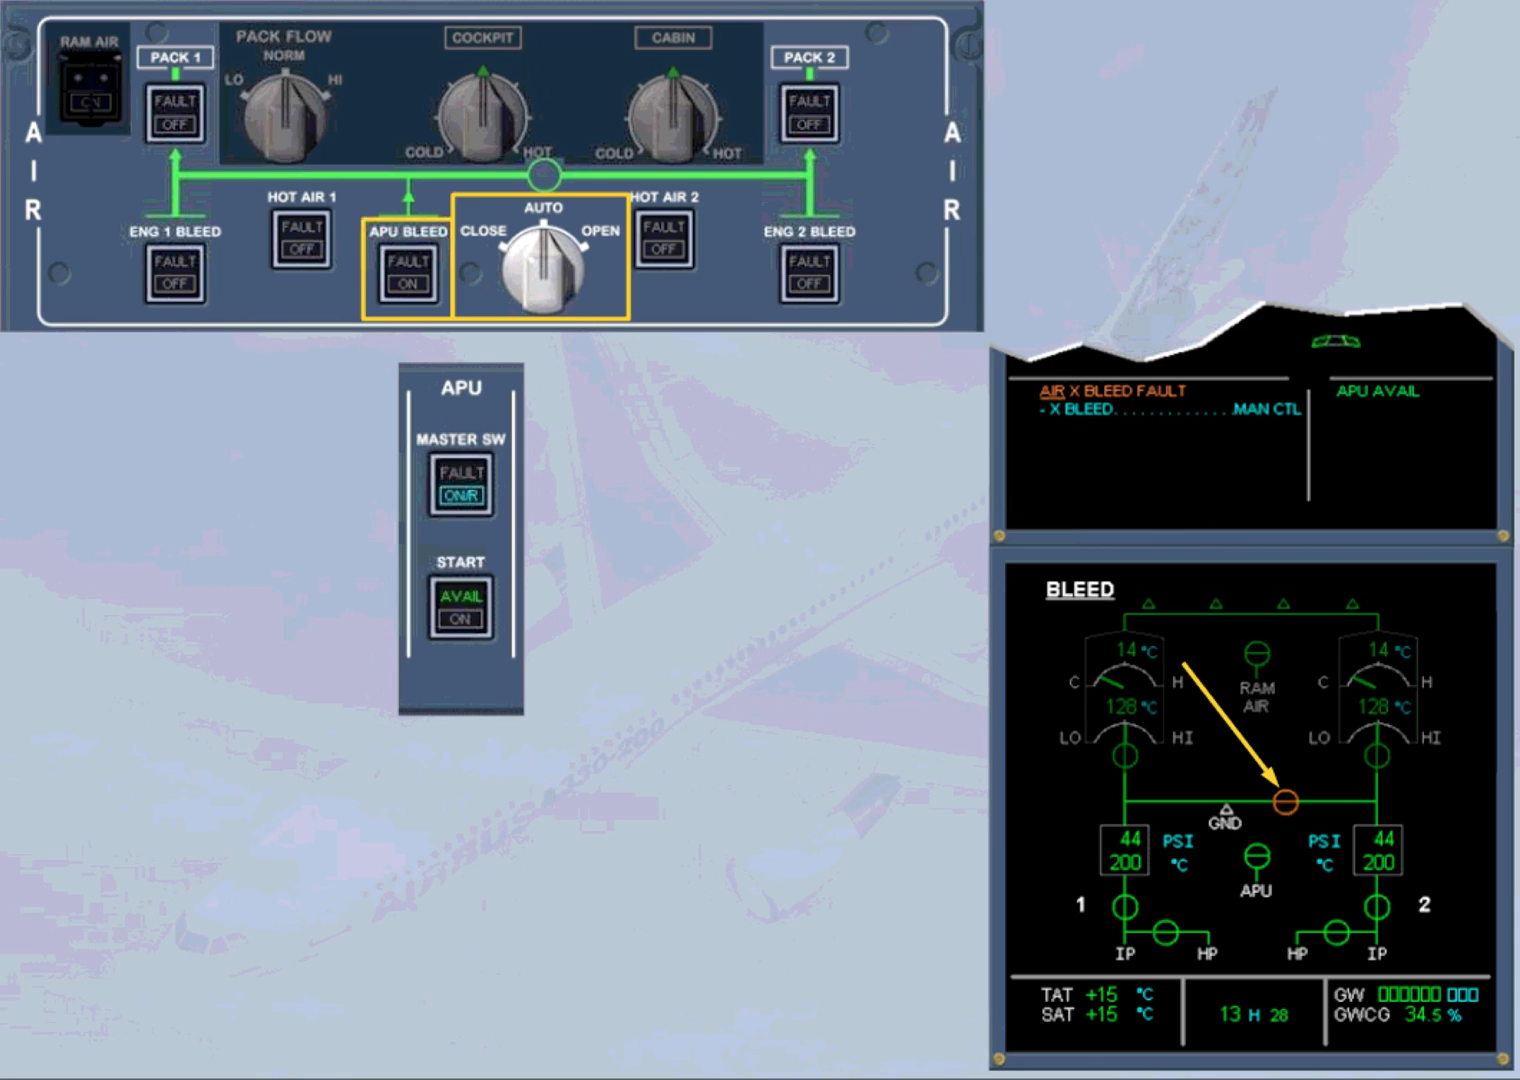 RAM AIR
ON
PACK 1
FAULT
OFF
PACK FLOW
NORM
LO
HI
COCKPIT
COLD
HOT
CABIN
COLD
HOT
PACK 2
FAULT
OFF
A
I
R
A
I
R
ENG 1 BLEED
FAULT
OFF
HOT AIR 1
FAULT
OFF
APU BLEED
FAULT
ON
AUTO
CLOSE
OPEN
HOT AIR 2
FAULT
OFF
ENG 2 BLEED
FAULT
OFF
APU
MASTER SW
FAULT
ON/R
START
AVAIL
ON
AIR X BLEED FAULT
- X BLEED.............MAN CTL
APU AVAIL
BLEED
14 °C
C
H
128 °C
LO
HI
RAM
AIR
14 °C
C
H
128 °C
LO
HI
GND
44
200
PSI
°C
APU
PSI
°C
44
200
1
2
IP
HP
HP
IP
TAT +15 °C
SAT +15 °C
13 H 28
GW
GWCG 34.5 %
AIRBUS A330-200